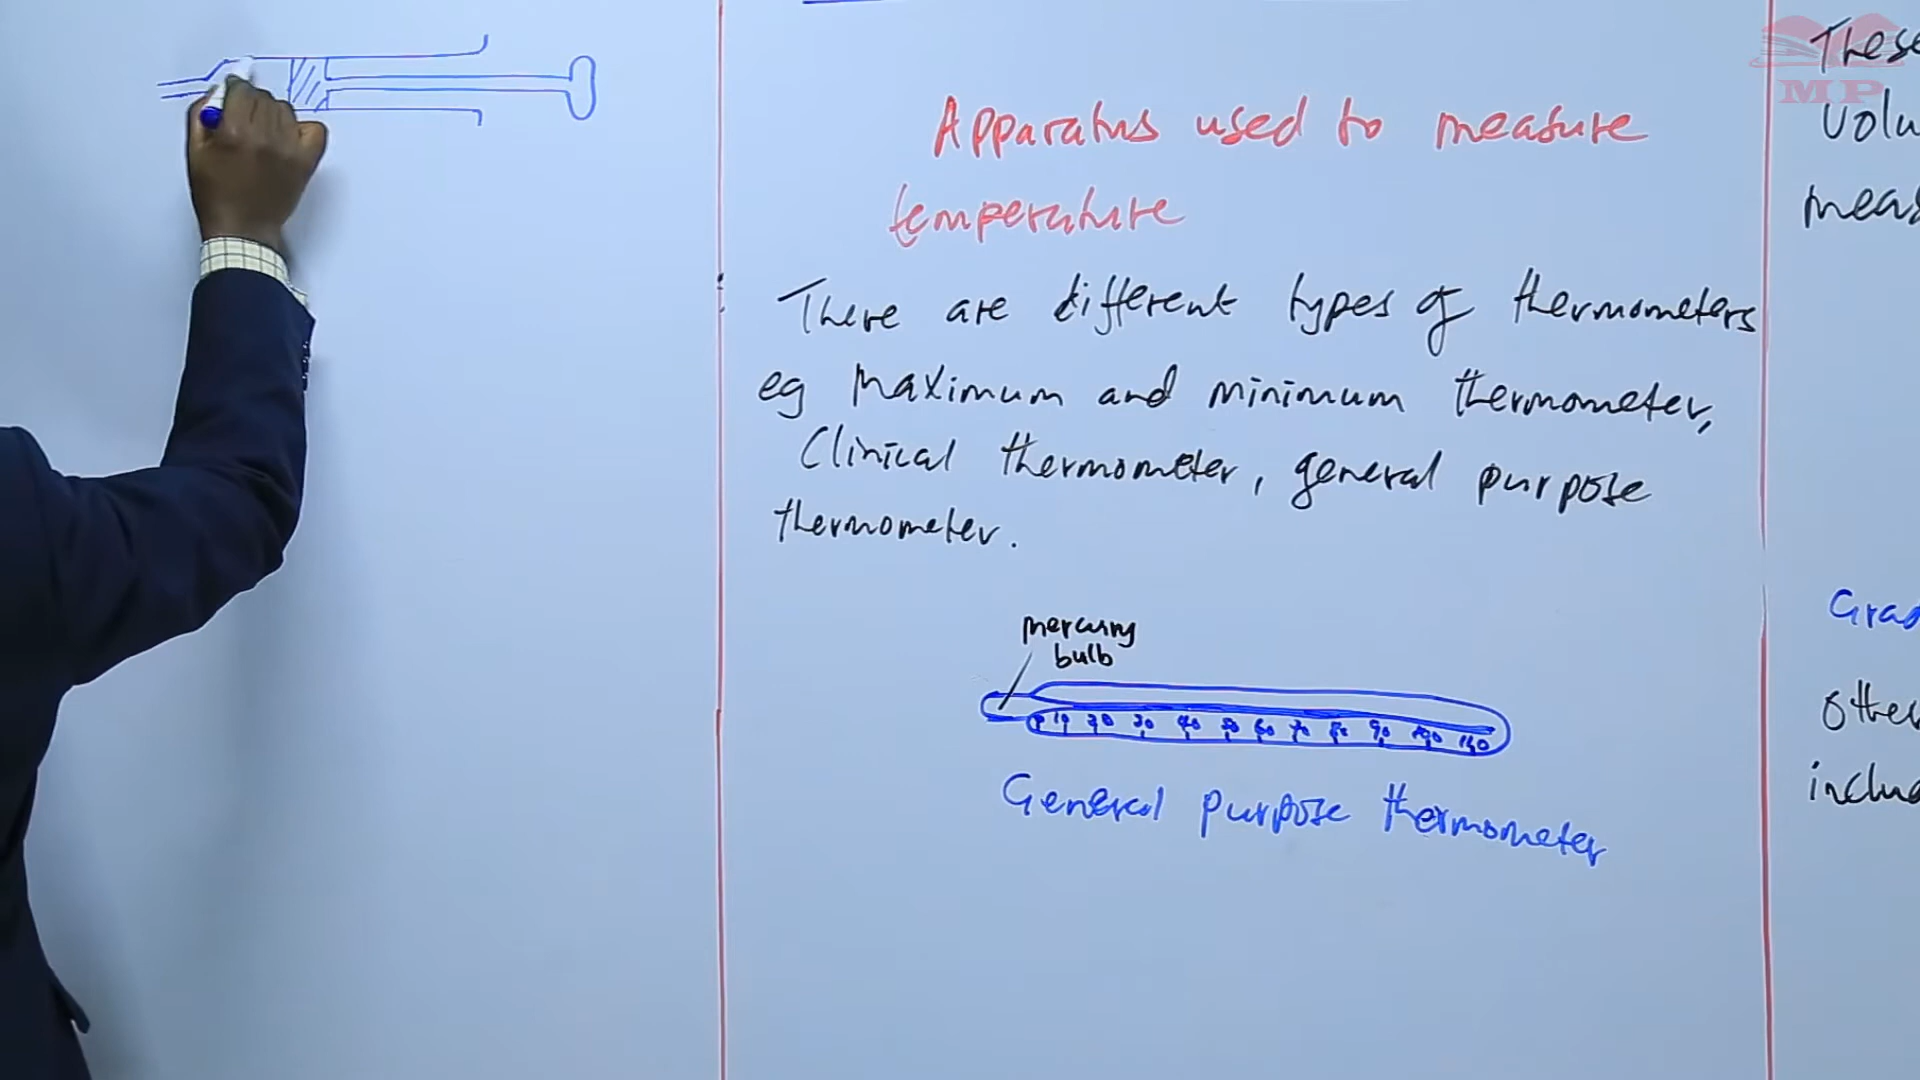 Apparatus used to measure
temperature
There are different types of thermometers
eg Maximum and minimum thermometer,
Clinical thermometer, general purpose
thermometer.
mercury
bulb
0 10 20 30 40 50 60 70 80 90 100 110
General purpose thermometer
These
Volu
meas
Grad
other
includ
MP